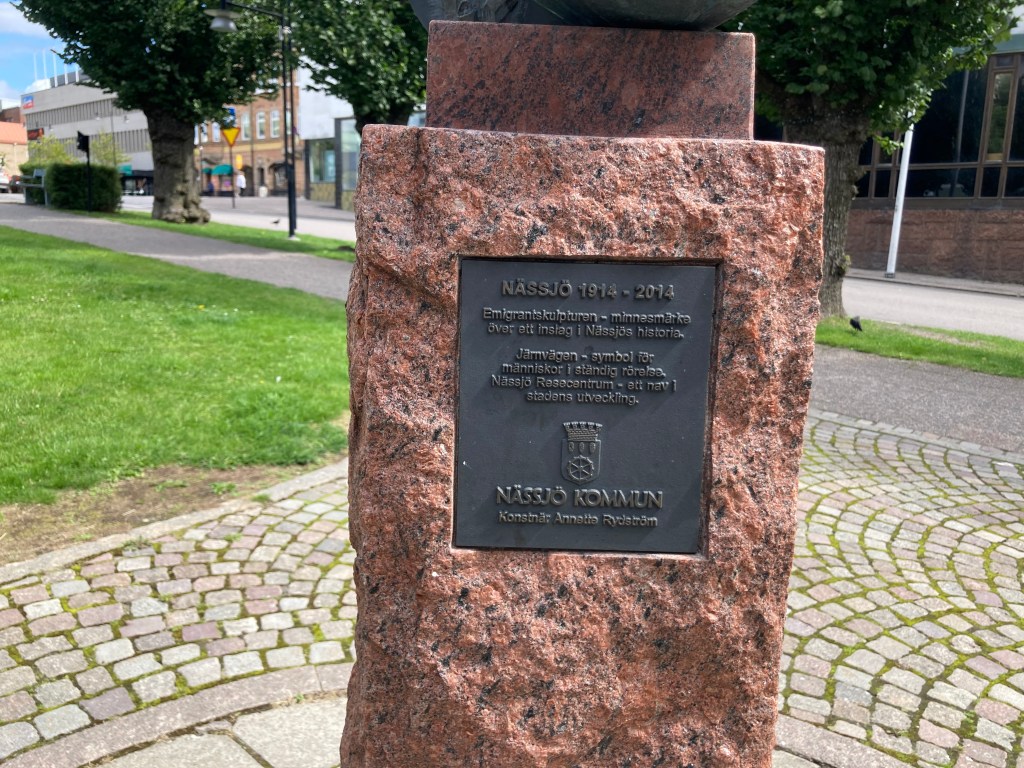 NÄSSJÖ 1914 - 2014
Emigrantskulpturen - minnesmärke
över ett inslag i Nässjös historia.
Järnvägen - symbol för
människor i ständig rörelse.
Nässjö Resecentrum - ett nav i
stadens utveckling.
NÄSSJÖ KOMMUN
Konstnär Annette Rydström